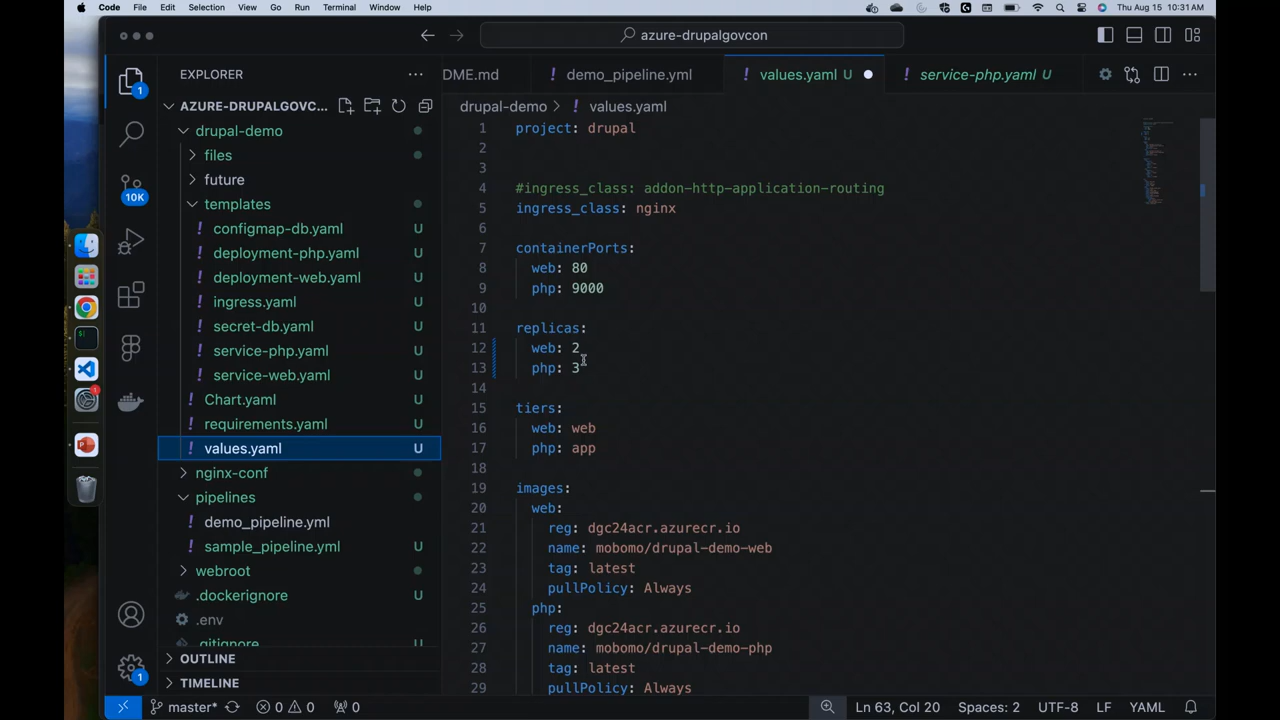 Code File Edit Selection View Go Run Terminal Window Help
Thu Aug 15 10:31 AM
azure-drupalgovcon
EXPLORER
AZURE-DRUPALGOVC...
drupal-demo
files
future
templates
configmap-db.yaml U
deployment-php.yaml U
deployment-web.yaml U
ingress.yaml U
secret-db.yaml U
service-php.yaml U
service-web.yaml U
Chart.yaml U
requirements.yaml U
values.yaml U
nginx-conf
pipelines
demo_pipeline.yml
sample_pipeline.yml U
webroot
.dockerignore U
.env
.gitignore U
OUTLINE
TIMELINE
1
10K
1
1
DME.md
! demo_pipeline.yml
! values.yaml U
! service-php.yaml U
drupal-demo > ! values.yaml
1 project: drupal
2
3
4 #ingress_class: addon-http-application-routing
5 ingress_class: nginx
6
7 containerPorts:
8 web: 80
9 php: 9000
10
11 replicas:
12 web: 2
13 php: 3
14
15 tiers:
16 web: web
17 php: app
18
19 images:
20 web:
21 reg: dgc24acr.azurecr.io
22 name: mobomo/drupal-demo-web
23 tag: latest
24 pullPolicy: Always
25 php:
26 reg: dgc24acr.azurecr.io
27 name: mobomo/drupal-demo-php
28 tag: latest
29 pullPolicy: Always
master* 0 0 0
Ln 63, Col 20 Spaces: 2 UTF-8 LF YAML